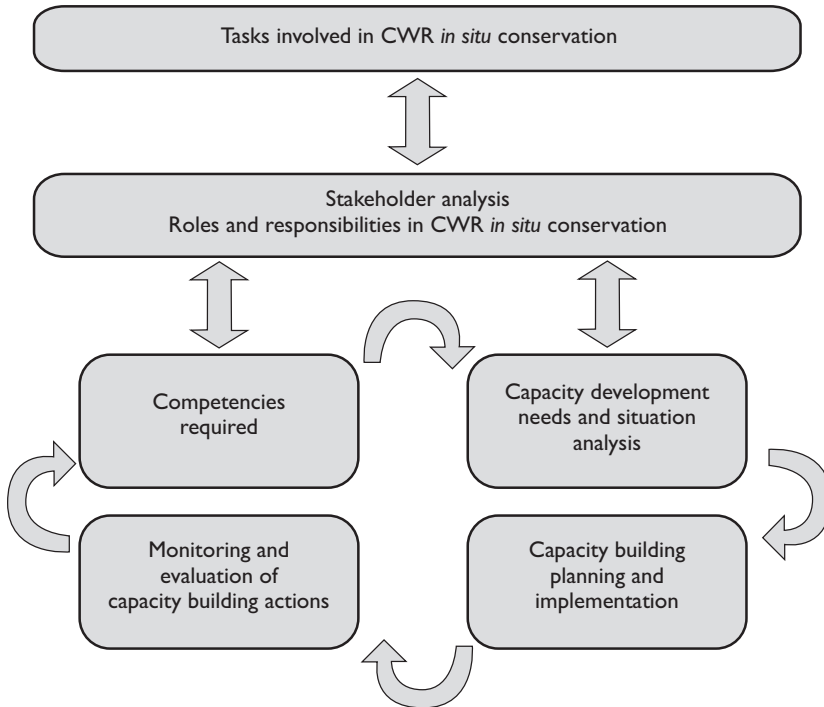 Tasks involved in CWR in situ conservation
Stakeholder analysis
Roles and responsibilities in CWR in situ conservation
Competencies
required
Capacity development
needs and situation
analysis
Monitoring and
evaluation of
capacity building actions
Capacity building
planning and
implementation